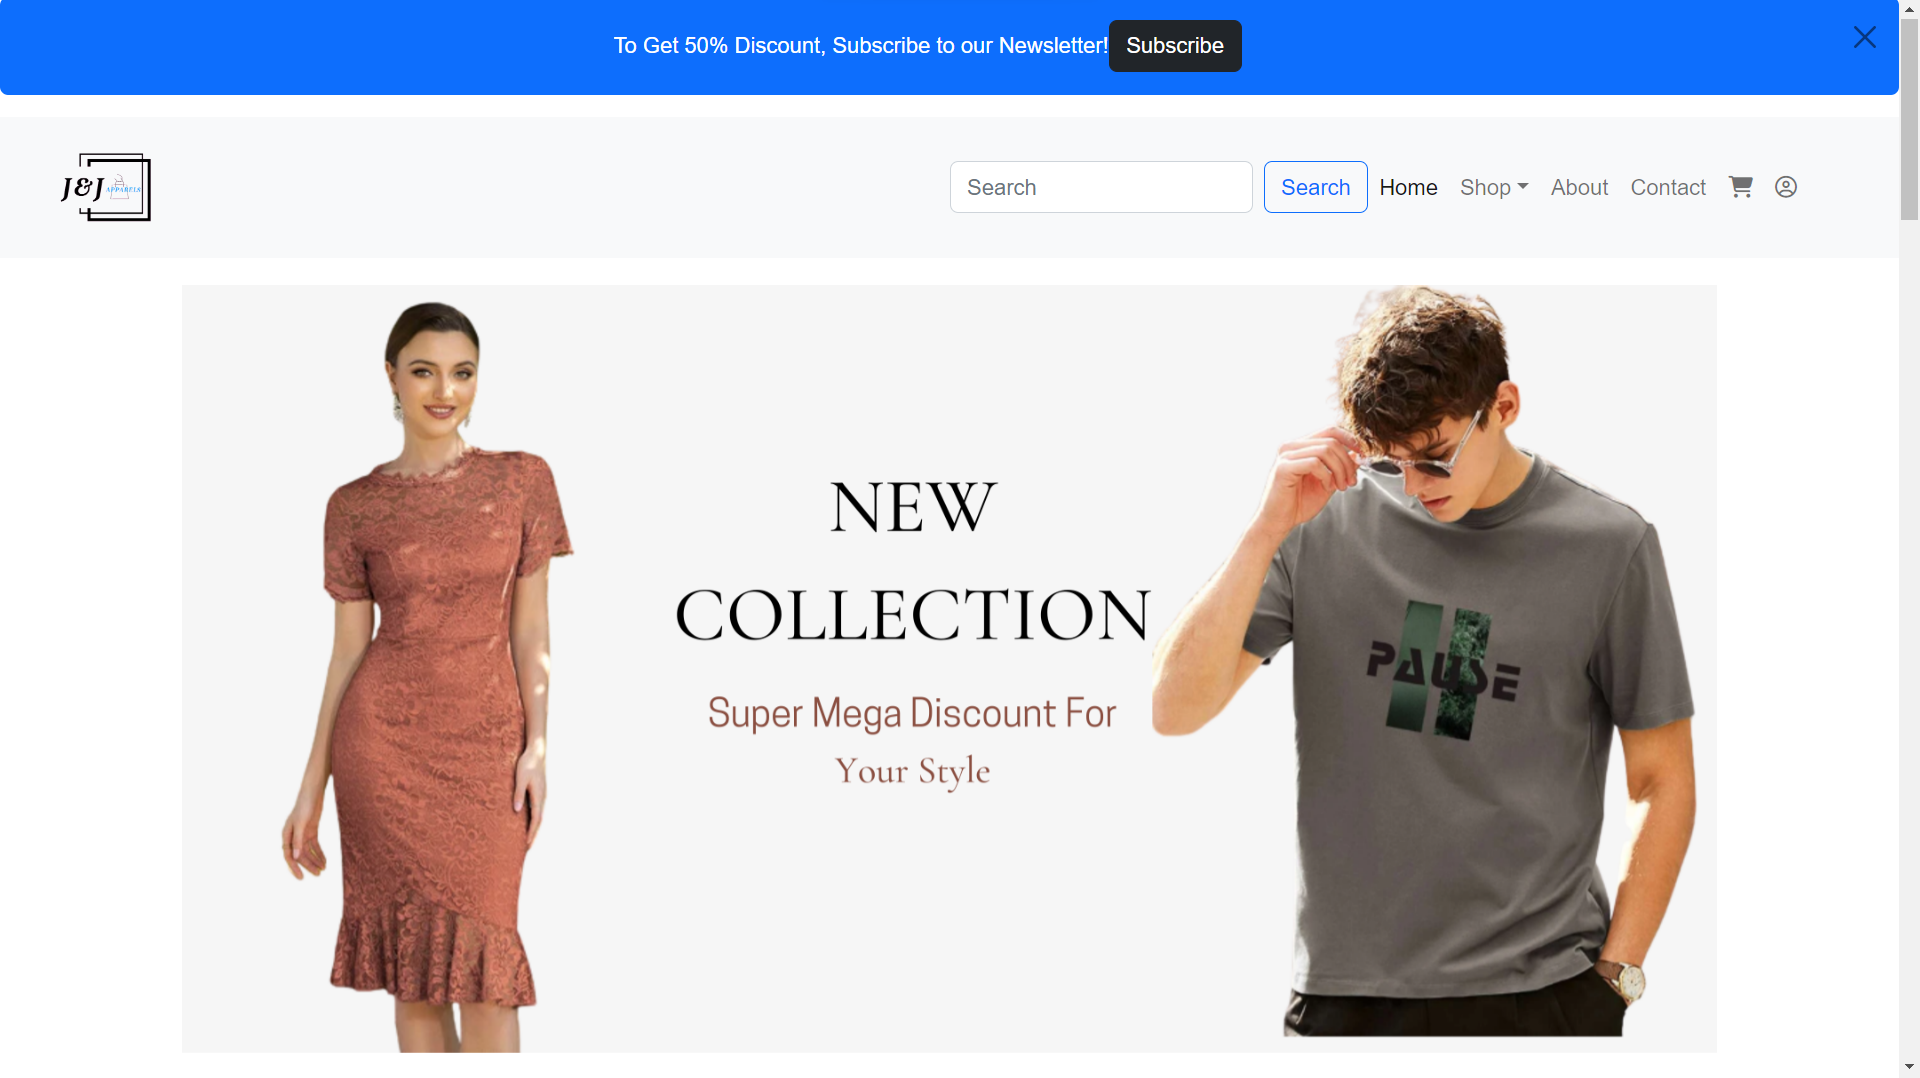 To Get 50% Discount, Subscribe to our Newsletter! Subscribe
J&J APPARELS
Search Search Home Shop About Contact
NEW
COLLECTION
Super Mega Discount For
Your Style
PAUSE